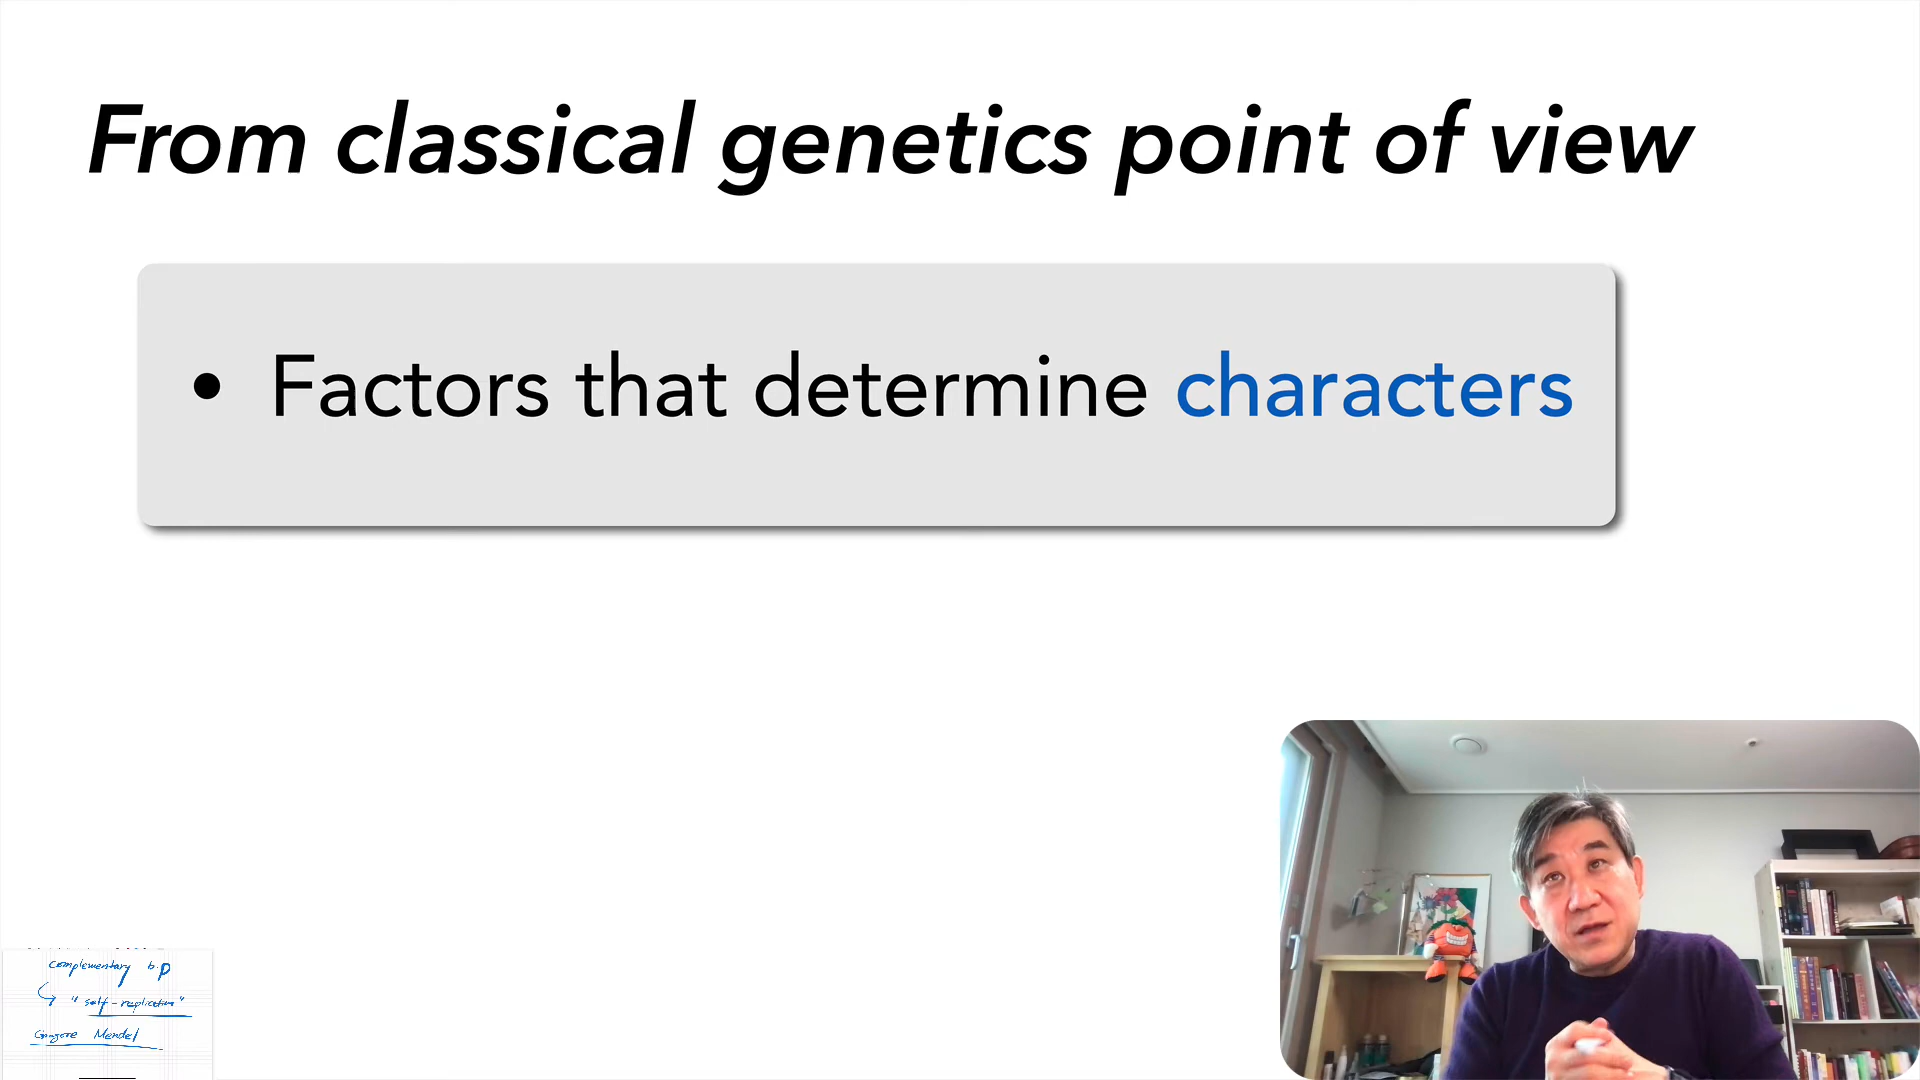 From classical genetics point of view
• Factors that determine characters
complementary b.p
"self-replication"
Gregore Mendel